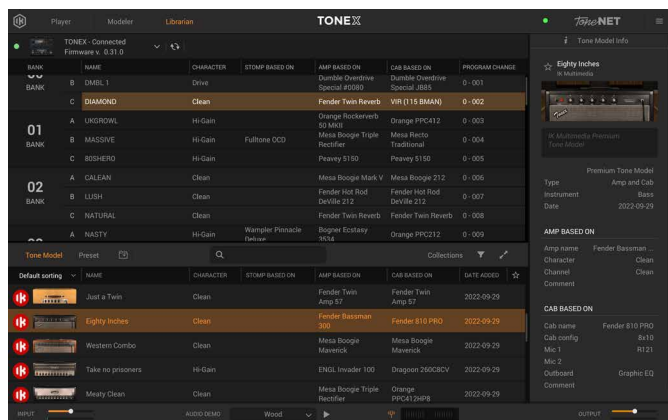 Player Modeler Librarian TONEX ToneNET
TONEX - Connected
Firmware v. 0.31.0
i Tone Model Info
BANK NAME CHARACTER STOMP BASED ON AMP BASED ON CAB BASED ON PROGRAM CHANGE
BANK B DMBL 1 Drive Dumble Overdrive Special #0080 Dumble Overdrive Special JB85 0 - 001
C DIAMOND Clean Fender Twin Reverb VIR (115 BMAN) 0 - 002
01 BANK
A UKGROWL Hi-Gain Orange Rockerverb 50 MKII Orange PPC412 0 - 003
B MASSIVE Hi-Gain Fulltone OCD Mesa Boogie Triple Rectifier Mesa Recto Traditional 0 - 004
C 80SHERO Hi-Gain Peavey 5150 Peavey 5150 0 - 005
02 BANK
A CALEAN Clean Mesa Boogie Mark V Mesa Boogie 212 0 - 006
B LUSH Clean Fender Hot Rod DeVille 212 Fender Hot Rod DeVille 212 0 - 007
C NATURAL Clean Fender Twin Reverb Fender Twin Reverb 0 - 008
A NASTY Hi-Gain Wampler Pinnacle Deluxe Bogner Ecstasy 3534 Orange PPC212 0 - 009
Tone Model Preset Collections
Default sorting NAME CHARACTER STOMP BASED ON AMP BASED ON CAB BASED ON DATE ADDED
Just a Twin Clean Fender Twin Amp 57 Fender Twin Amp 57 2022-09-29
Eighty Inches Clean Fender Bassman 300 Fender 810 PRO 2022-09-29
Western Combo Clean Mesa Boogie Maverick Mesa Boogie Maverick 2022-09-29
Take no prisoners Hi-Gain ENGL Invader 100 Dragoon 260C8CV 2022-09-29
Meaty Clean Clean Mesa Boogie Triple Rectifier Orange PPC412HP8 2022-09-29
INPUT AUDIO DEMO Wood OUTPUT
Eighty Inches
IK Multimedia
IK Multimedia Premium
Tone Model
Premium Tone Model
Type Amp and Cab
Instrument Bass
Date 2022-09-29
AMP BASED ON
Amp name Fender Bassman ...
Character Clean
Channel Clean
Comment
CAB BASED ON
Cab name Fender 810 PRO
Cab config 8x10
Mic 1 R121
Mic 2
Outboard Graphic EQ
Comment